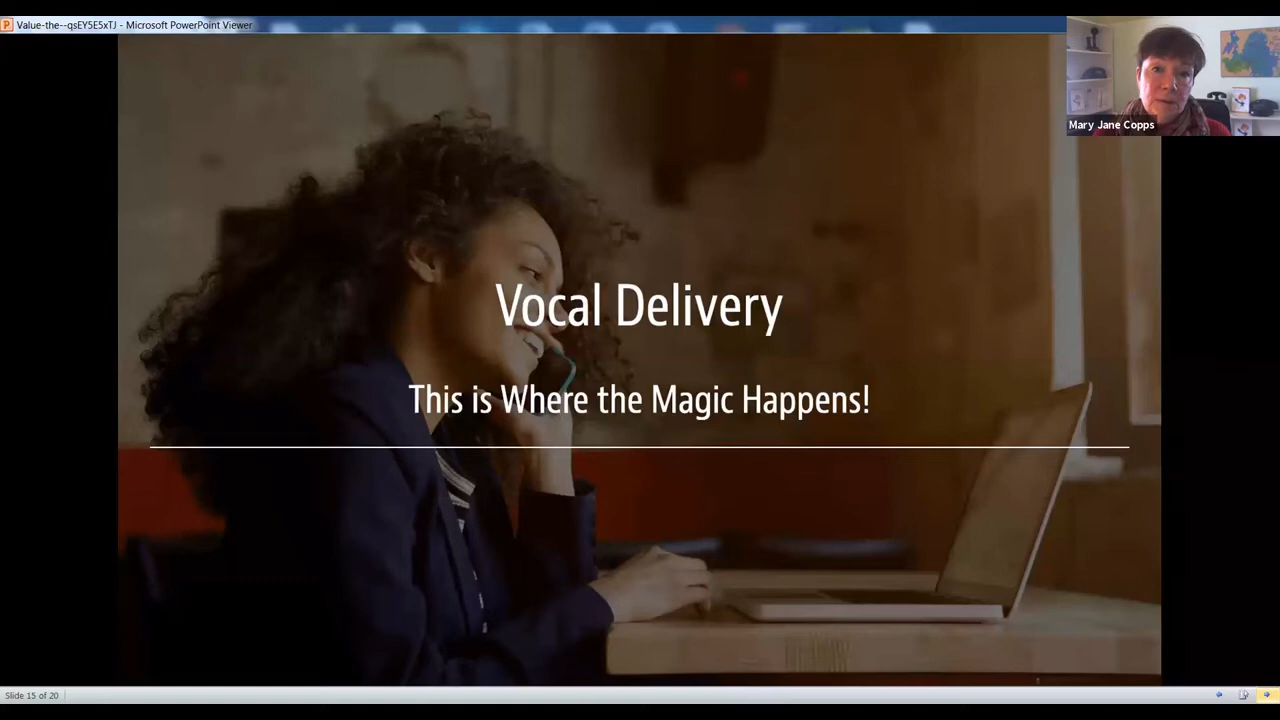 Value-the--qsEY5E5xTJ - Microsoft PowerPoint Viewer
Mary Jane Copps
Vocal Delivery
This is Where the Magic Happens!
Slide 15 of 20